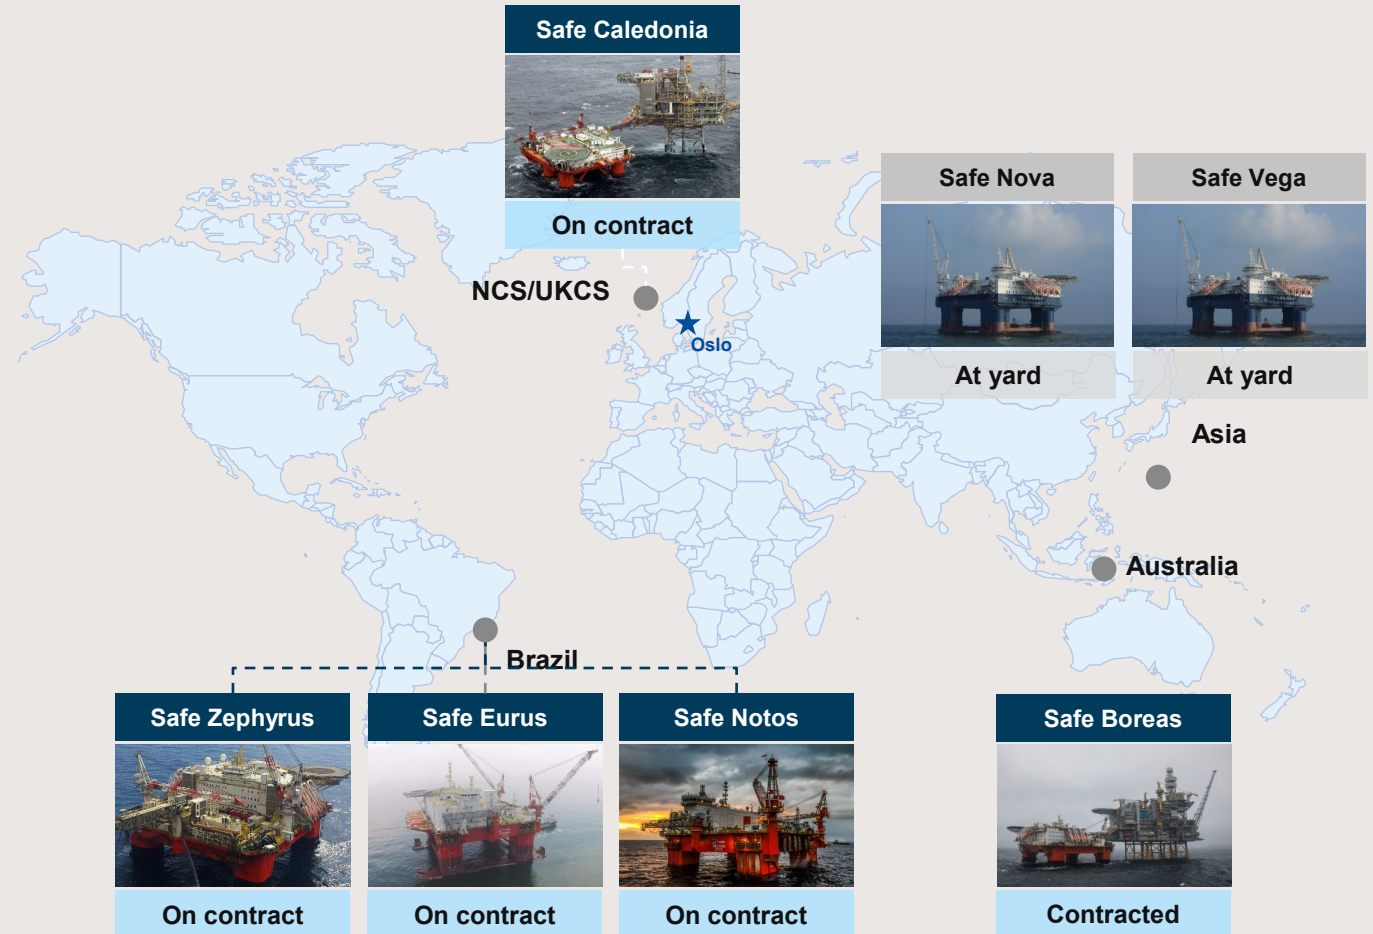 Safe Caledonia
On contract
Safe Nova
Safe Vega
At yard
At yard
NCS/UKCS
Oslo
Asia
Australia
Brazil
Safe Zephyrus
Safe Eurus
Safe Notos
Safe Boreas
On contract
On contract
On contract
Contracted